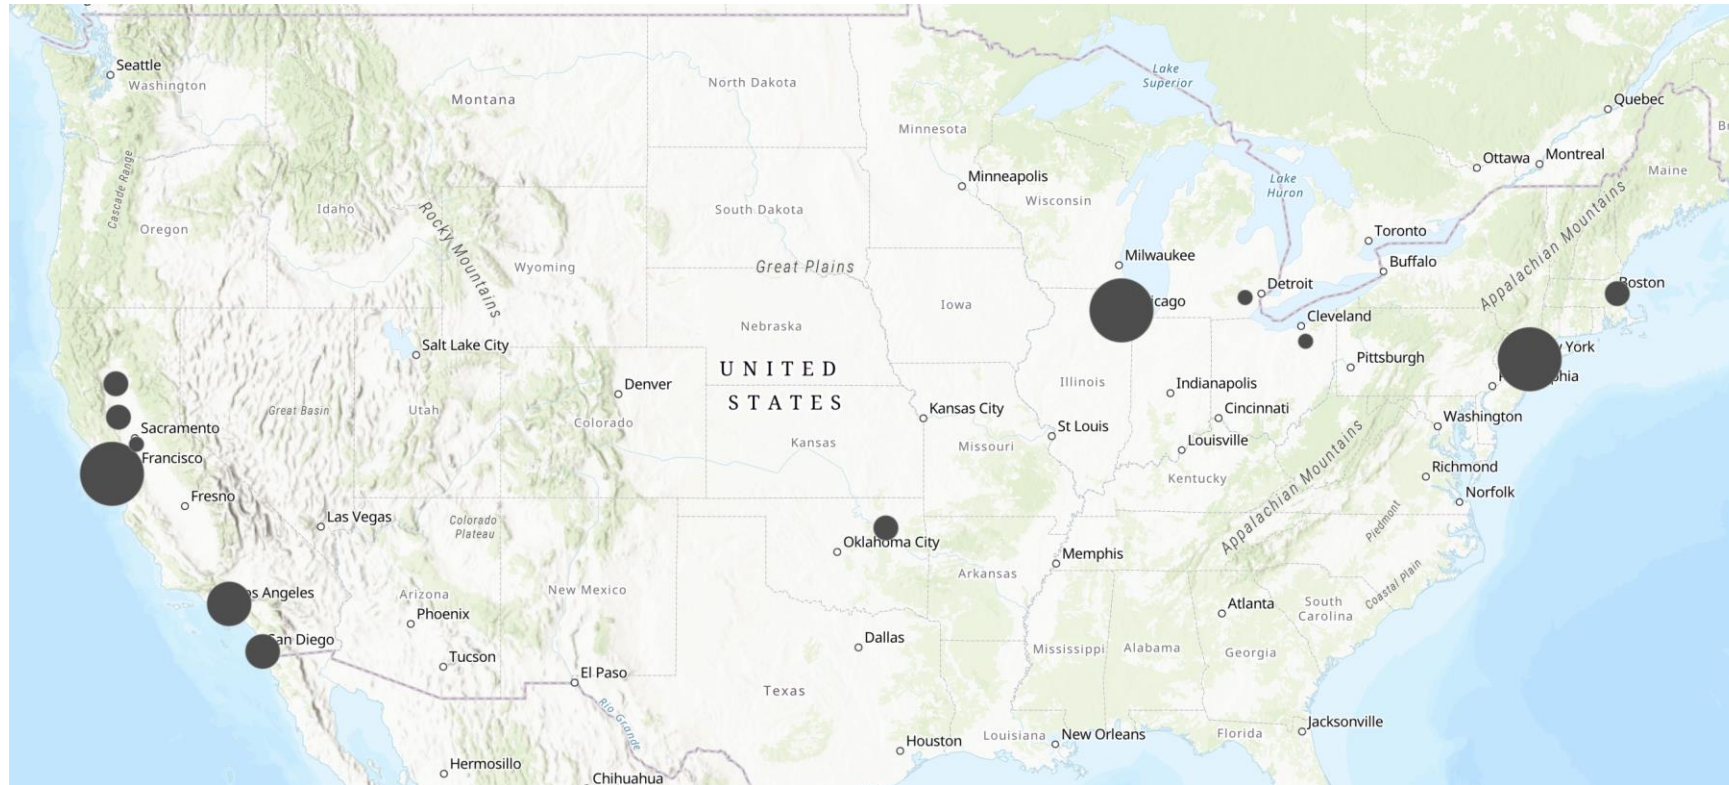 Seattle
Washington
Montana
North Dakota
Minnesota
Lake
Superior
Quebec
Ottawa
Montreal
Maine
Cascade Range
Oregon
Idaho
Rocky Mountains
South Dakota
Minneapolis
Wisconsin
Lake
Huron
Toronto
Buffalo
Appalachian Mountains
Wyoming
Great Plains
Milwaukee
Detroit
Boston
Iowa
icago
Nebraska
Cleveland
Salt Lake City
UNITED
STATES
York
Pittsburgh
phia
Denver
Illinois
Indianapolis
Great Basin
Utah
Colorado
Kansas City
Cincinnati
Washington
Sacramento
Kansas
Missouri
St Louis
Louisville
Francisco
Kentucky
Richmond
Fresno
Norfolk
Las Vegas
Colorado
Plateau
Appalachian Mountains
Piedmont
Oklahoma City
Memphis
Arkansas
Coastal Plain
os Angeles
Arizona
New Mexico
Phoenix
Atlanta
South
Carolina
San Diego
Dallas
Mississippi
Alabama
Georgia
Tucson
El Paso
Texas
Rio Grande
Houston
Louisiana
New Orleans
Florida
Jacksonville
Hermosillo
Chihuahua